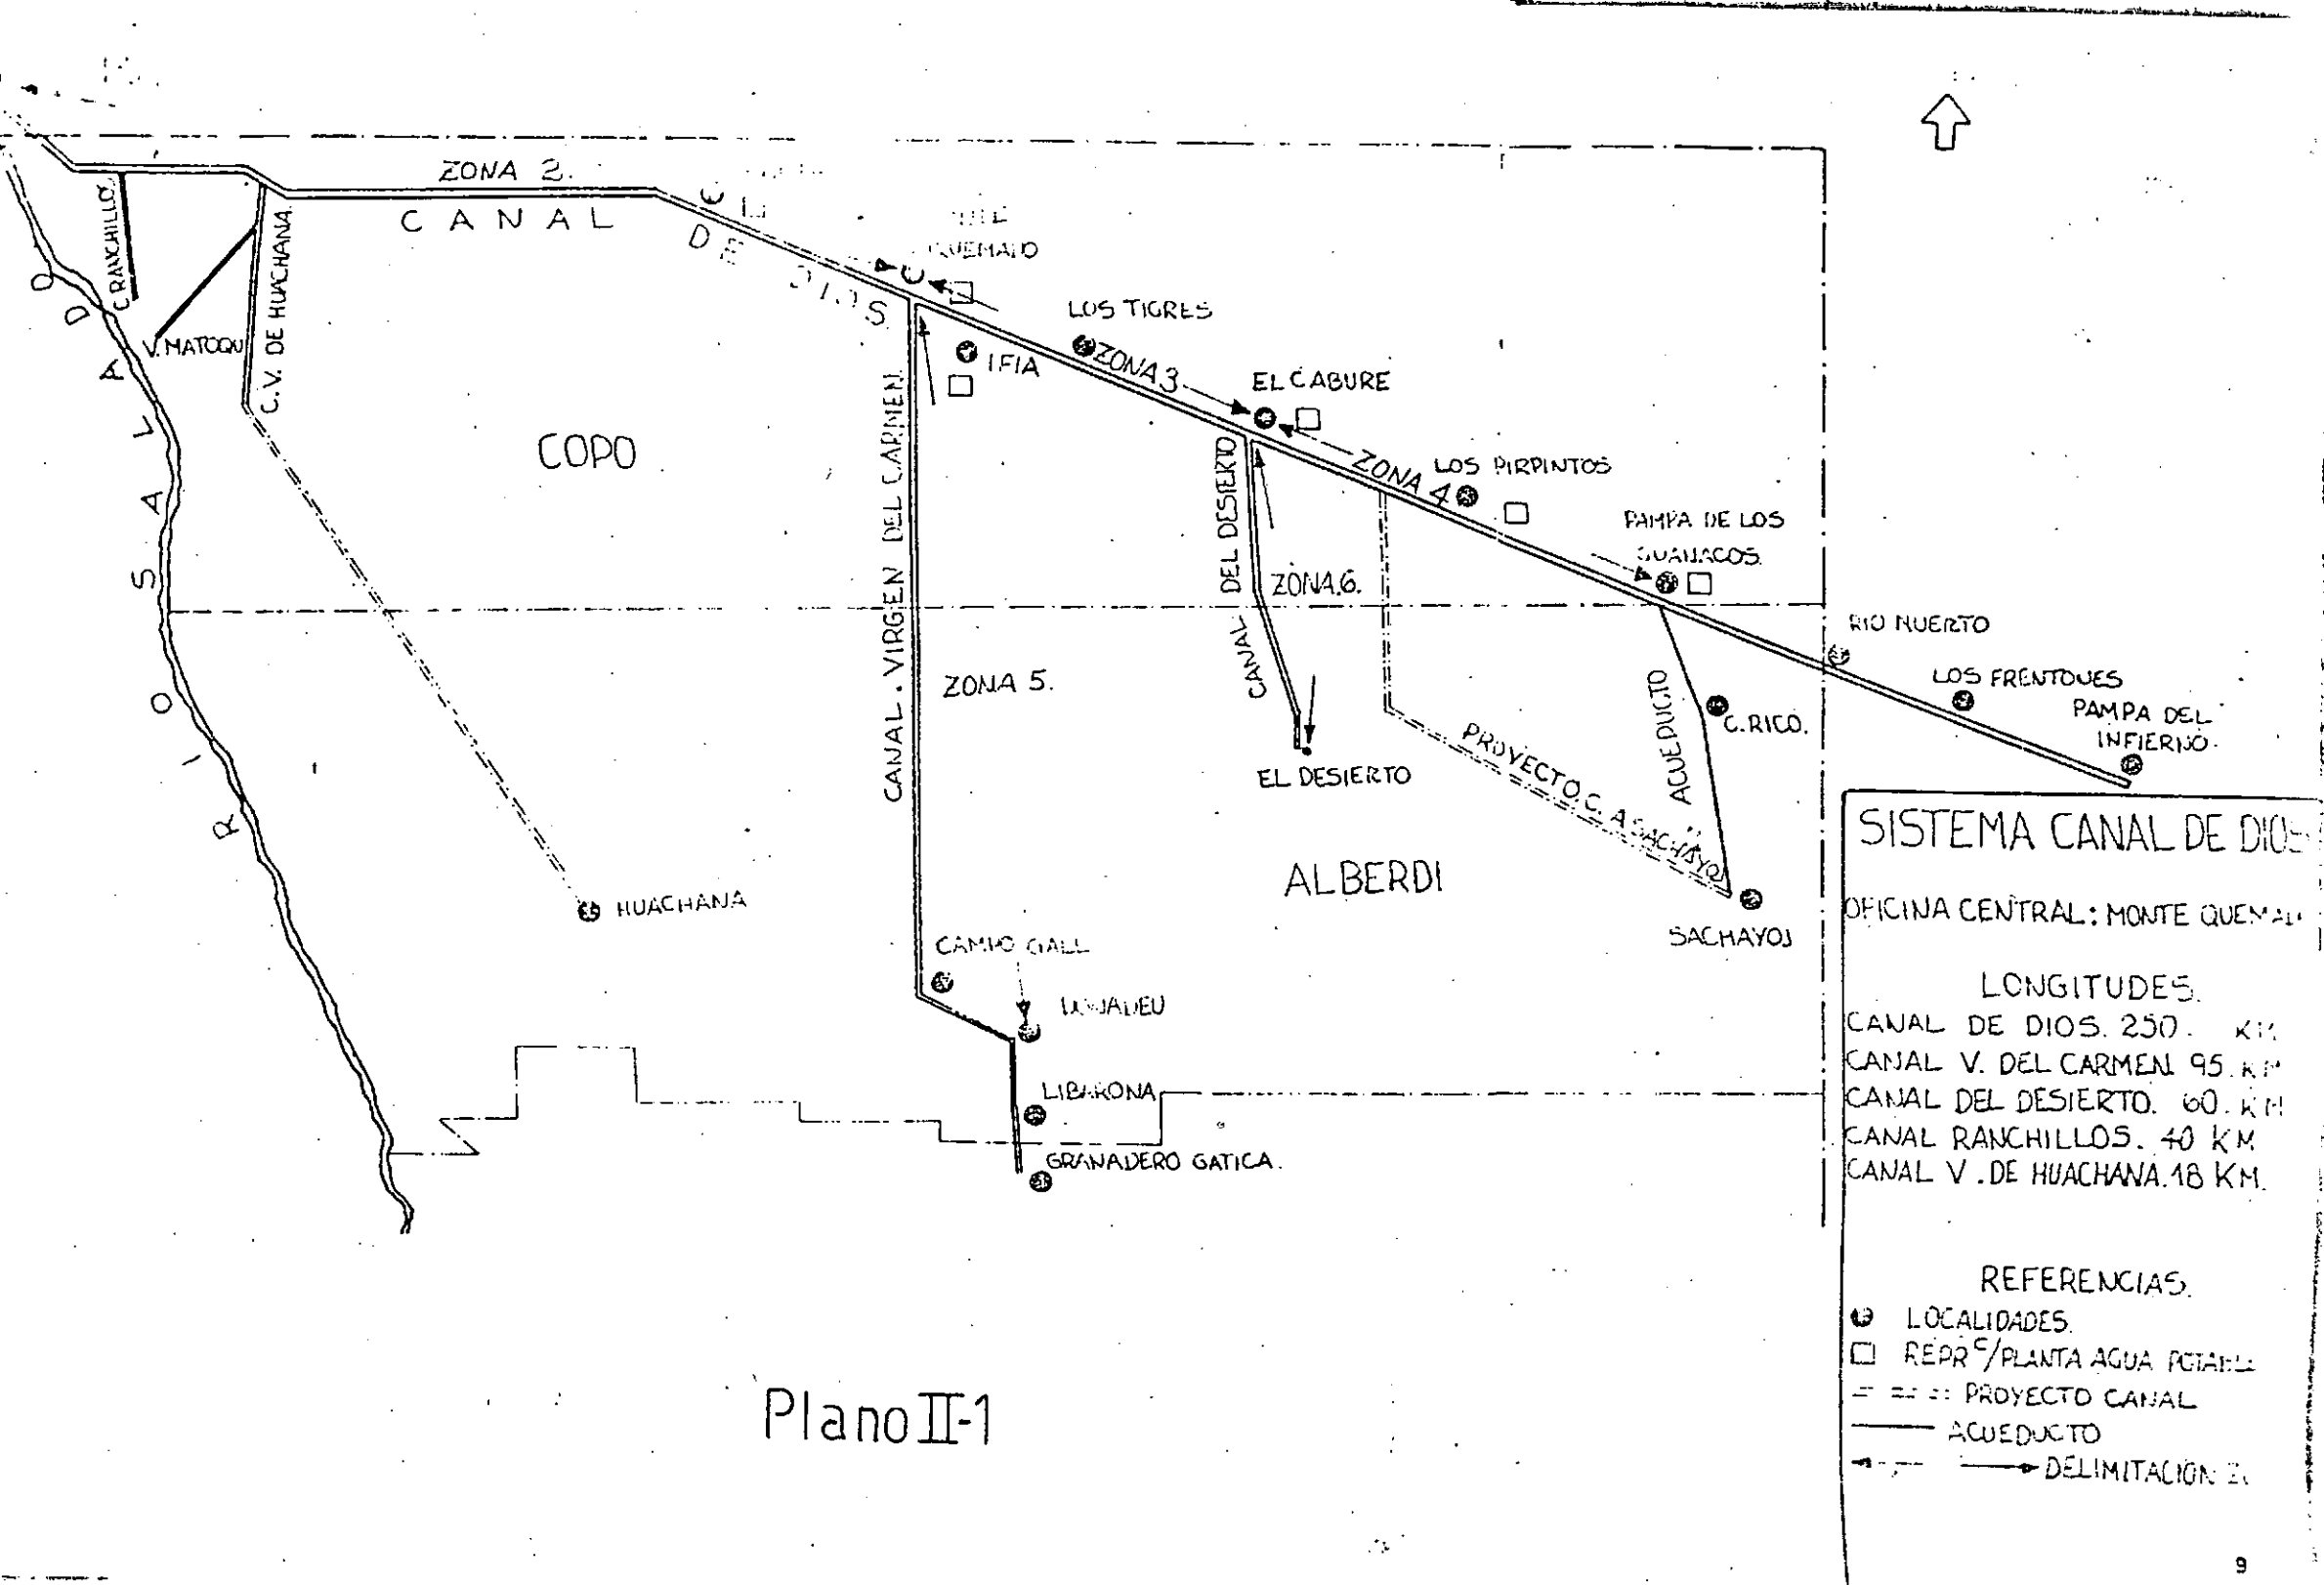 ZONA 2.
CANAL
DE DIOS
EL
QUEMADO
C. RANCHILLOS
V. MATOQUE
C.V. DE HUACHANA.
RIO SALADO
COPO
IFIA
LOS TIGRES
ZONA 3
EL CABURE
ZONA 4
LOS PIRPINTOS
PAMPA DE LOS
GUANACOS.
CANAL. VIRGEN DEL CARMEN.
CANAL DEL DESIERTO
ZONA.6.
ZONA 5.
RIO MUERTO
LOS FRENTONES
PAMPA DEL
INFIERNO.
ACUEDUCTO
C.RICO.
EL DESIERTO
PROYECTO C. A SACHAYOJ
ALBERDI
SACHAYOJ
HUACHANA
CAMPO GALL
DONADEU
LIBARONA
GRANADERO GATICA.
SISTEMA CANAL DE DIOS
OFICINA CENTRAL: MONTE QUEMADO
LONGITUDES.
CANAL DE DIOS. 250. KM
CANAL V. DEL CARMEN 95. KM
CANAL DEL DESIERTO. 60. KM
CANAL RANCHILLOS. 40 KM
CANAL V. DE HUACHANA. 18 KM.
REFERENCIAS.
LOCALIDADES.
REPR C/PLANTA AGUA POTABLE
PROYECTO CANAL
ACUEDUCTO
DELIMITACION
Plano II-1
9